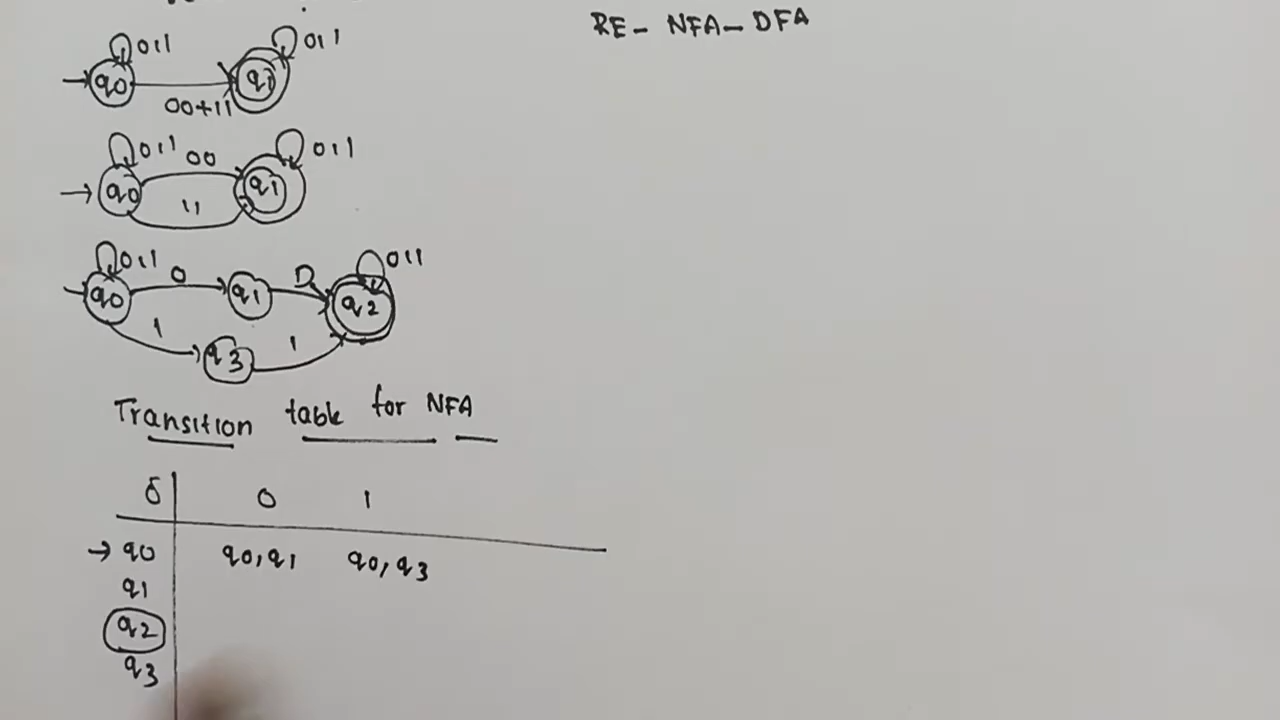 RE - NFA - DFA
0,1 0,1
q0 q1
00+11
0,1 00 0,1
q0 q1
11
0,1 0 0 0,1
q0 q1 q2
1 q3 1
Transition table for NFA
δ 0 1
→ q0 q0,q1 q0,q3
q1
q2
q3